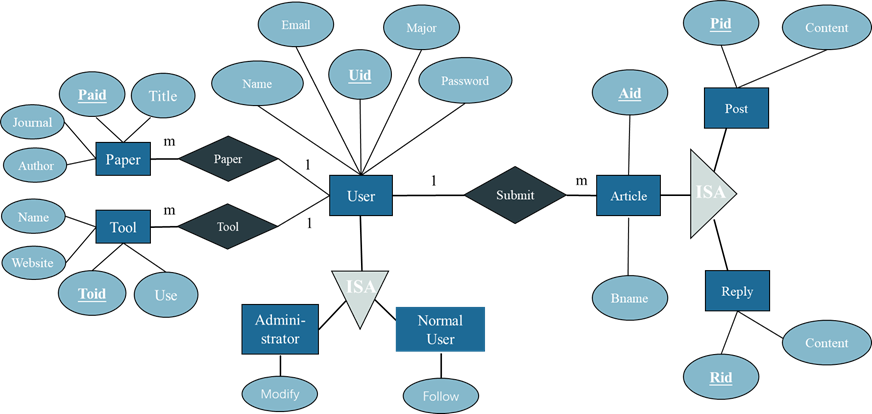 Email
Major
Pid
Content
Name
Uid
Password
Paid
Title
Aid
Post
Journal
Author
Paper
m
Paper
1
User
1
Submit
m
Article
ISA
Name
Website
Tool
m
Tool
1
Toid
Use
ISA
Bname
Reply
Admini-
strator
Normal
User
Content
Modify
Follow
Rid